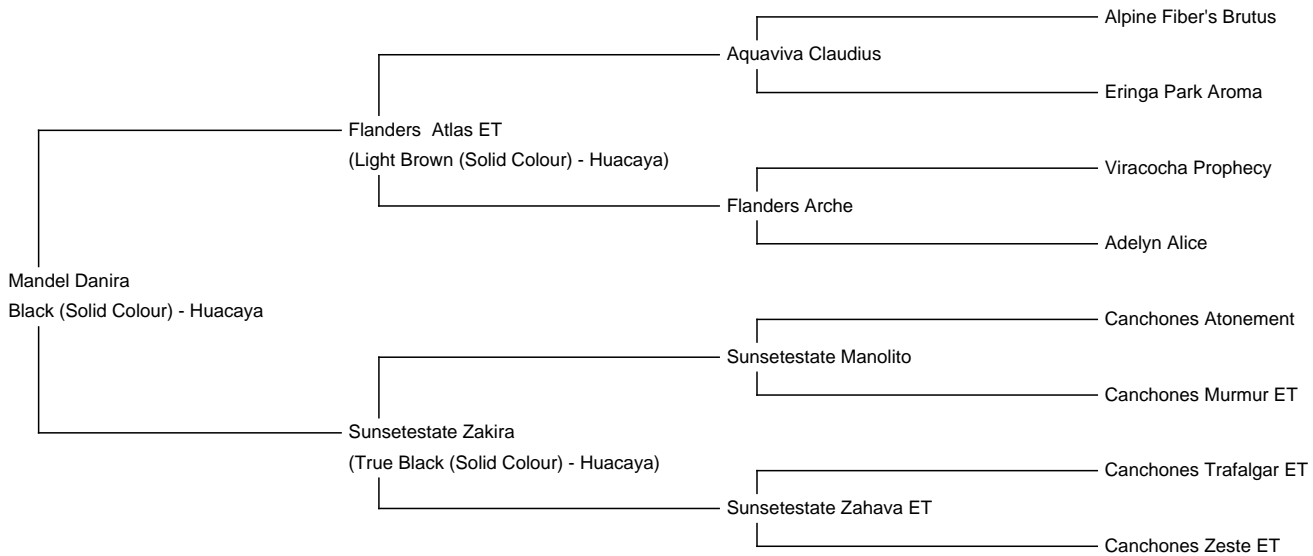 Alpine Fiber's Brutus
Aquaviva Claudius
Eringa Park Aroma
Flanders  Atlas ET
(Light Brown (Solid Colour) - Huacaya)
Viracocha Prophecy
Flanders Arche
Adelyn Alice
Mandel Danira
Black (Solid Colour) - Huacaya
Canchones Atonement
Sunsetestate Manolito
Canchones Murmur ET
Sunsetestate Zakira
(True Black (Solid Colour) - Huacaya)
Canchones Trafalgar ET
Sunsetestate Zahava ET
Canchones Zeste ET